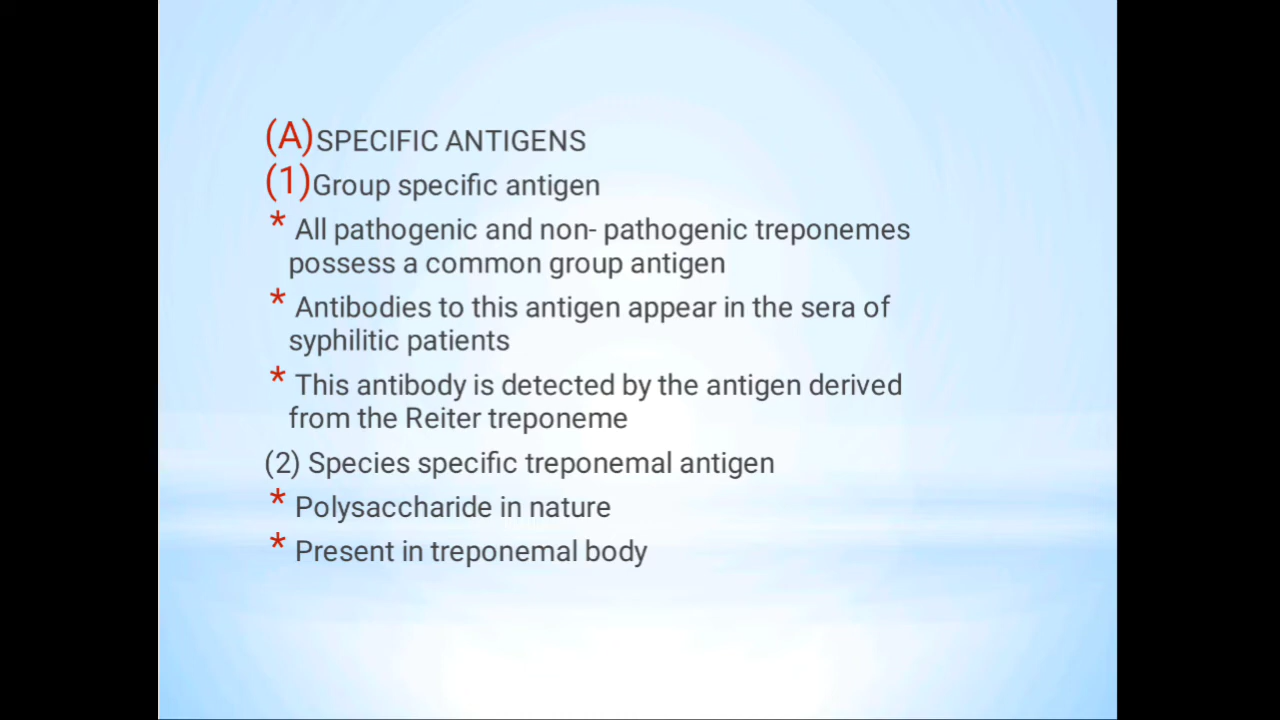 (A)SPECIFIC ANTIGENS
(1)Group specific antigen
* All pathogenic and non- pathogenic treponemes
possess a common group antigen
* Antibodies to this antigen appear in the sera of
syphilitic patients
* This antibody is detected by the antigen derived
from the Reiter treponeme
(2) Species specific treponemal antigen
* Polysaccharide in nature
* Present in treponemal body